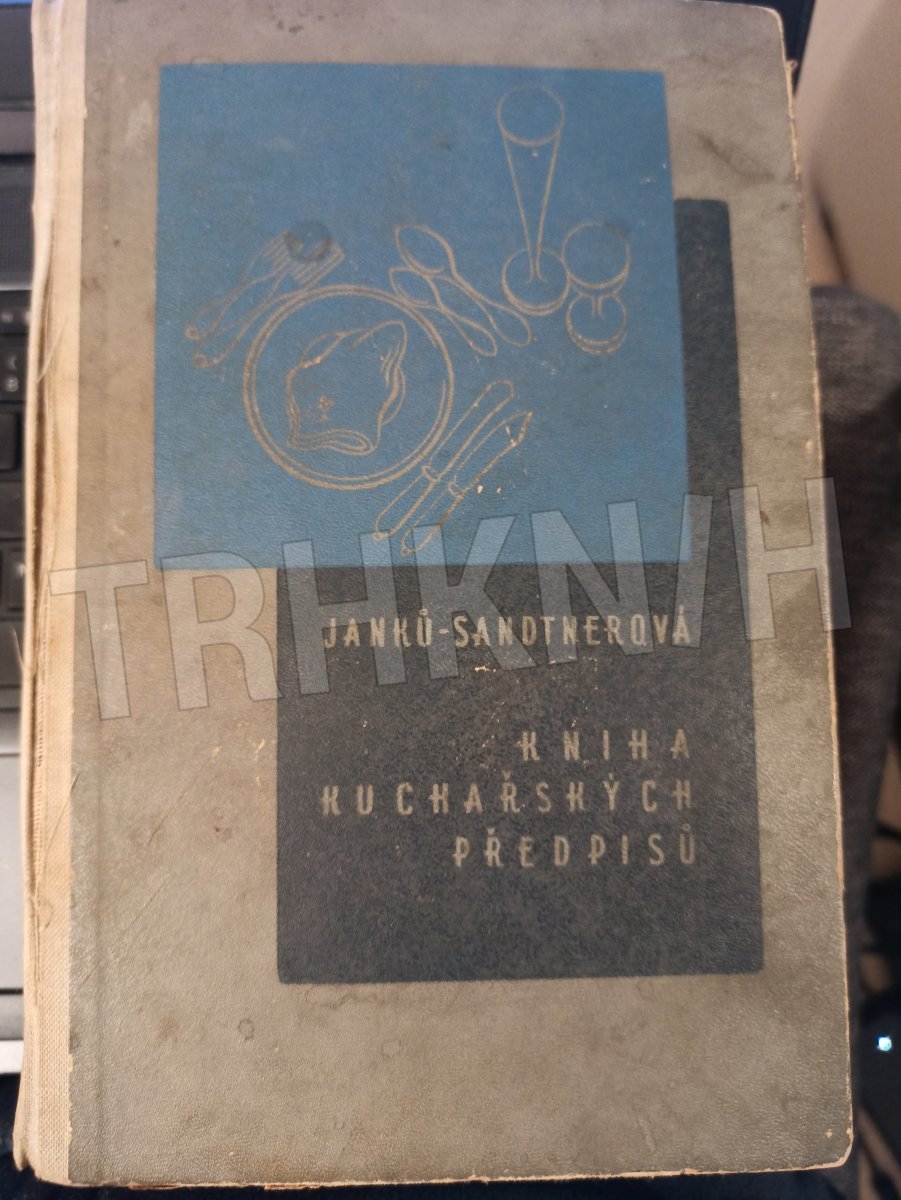 TRHKNIH
JANKŮ-SANDTNEROVÁ
KNIHA
KUCHAŘSKÝCH
PŘEDPISŮ